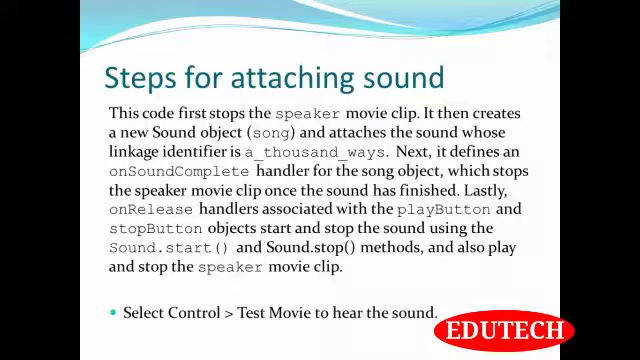 Steps for attaching sound
This code first stops the speaker movie clip. It then creates
a new Sound object (song) and attaches the sound whose
linkage identifier is a_thousand_ways. Next, it defines an
onSoundComplete handler for the song object, which stops
the speaker movie clip once the sound has finished. Lastly,
onRelease handlers associated with the playButton and
stopButton objects start and stop the sound using the
Sound.start() and Sound.stop() methods, and also play
and stop the speaker movie clip.
• Select Control > Test Movie to hear the sound.
EDUTECH